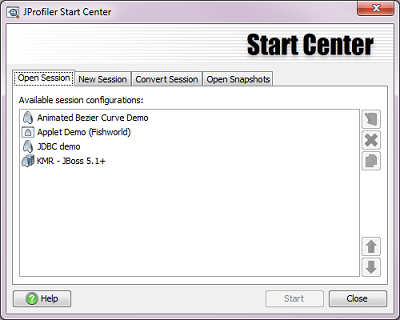 JProfiler Start Center
Start Center
Open Session New Session Convert Session Open Snapshots
Available session configurations:
Animated Bezier Curve Demo
Applet Demo (Fishworld)
JDBC demo
KMR - JBoss 5.1+
Help Start Close